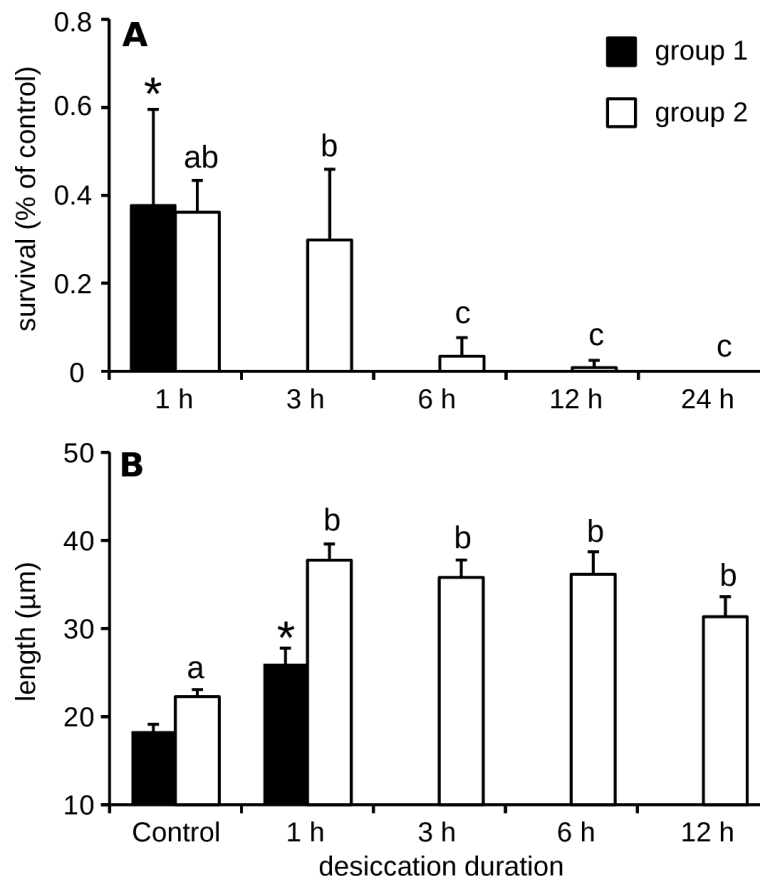 A
group 1
group 2
survival (% of control)
0.8
0.6
0.4
0.2
0
*
ab
b
c
c
c
1 h
3 h
6 h
12 h
24 h
B
length (µm)
50
40
30
20
10
a
*
b
b
b
b
Control
1 h
3 h
6 h
12 h
desiccation duration